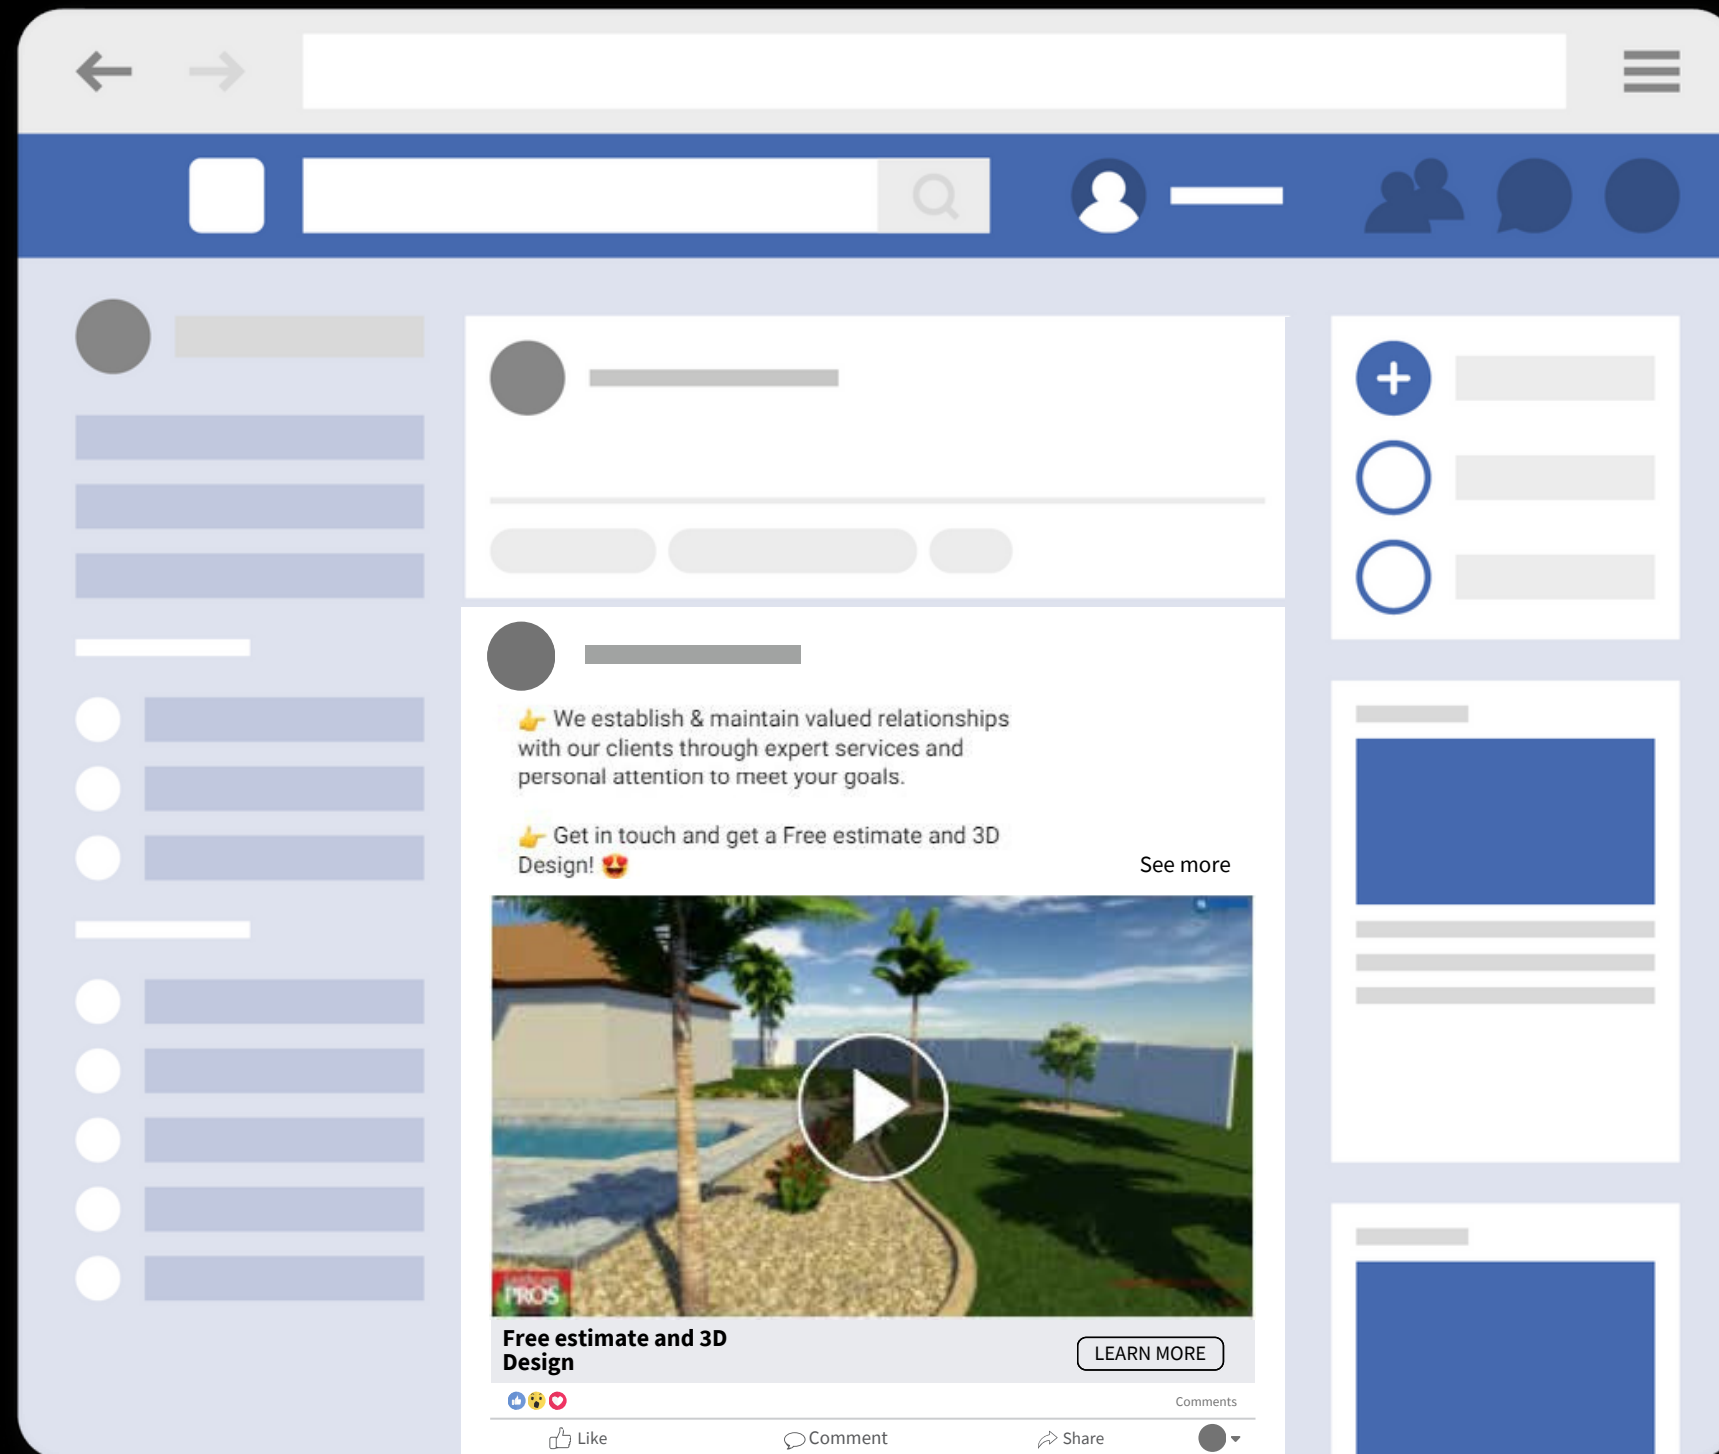 👉 We establish & maintain valued relationships
with our clients through expert services and
personal attention to meet your goals.
👉 Get in touch and get a Free estimate and 3D
Design! 😍
See more
PROS
Free estimate and 3D
Design
LEARN MORE
Comments
Like
Comment
Share